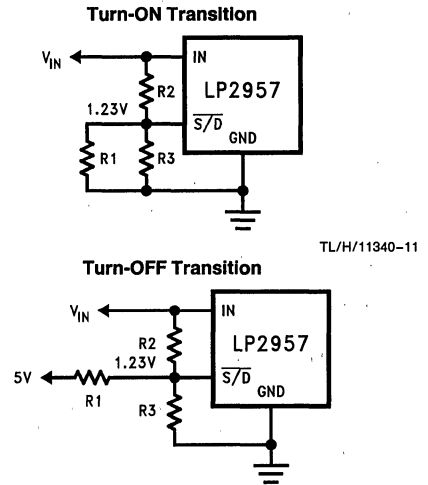 Turn-ON Transition
V_IN
IN
R2
LP2957
1.23V
S/D
GND
R1
R3
TL/H/11340-11
Turn-OFF Transition
V_IN
IN
R2
LP2957
1.23V
5V
S/D
R1
GND
R3